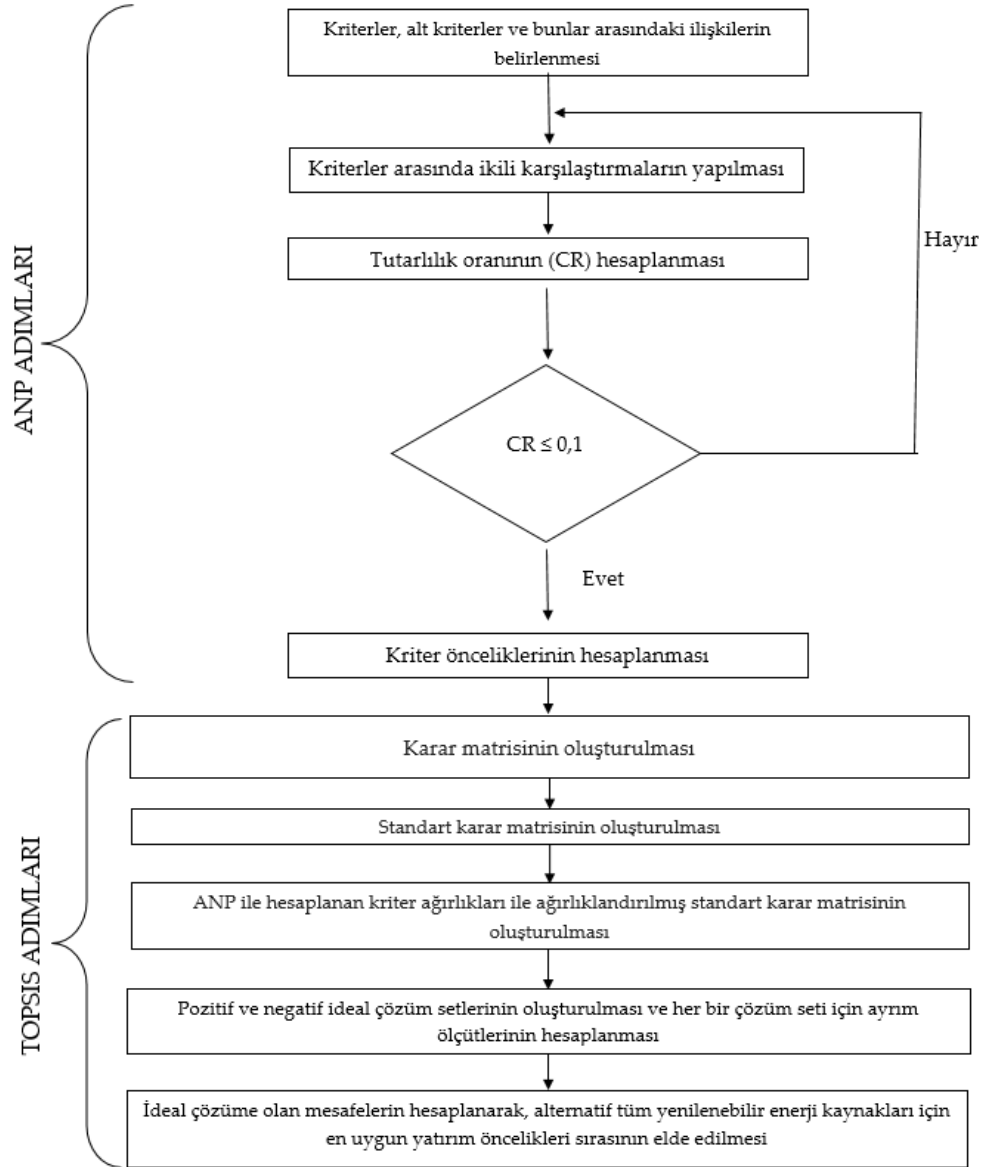 Kriterler, alt kriterler ve bunlar arasındaki ilişkilerin
belirlenmesi
Kriterler arasında ikili karşılaştırmaların yapılması
Tutarlılık oranının (CR) hesaplanması
Hayır
ANP ADIMLARI
CR ≤ 0,1
Evet
Kriter önceliklerinin hesaplanması
Karar matrisinin oluşturulması
Standart karar matrisinin oluşturulması
TOPSIS ADIMLARI
ANP ile hesaplanan kriter ağırlıkları ile ağırlıklandırılmış standart karar matrisinin
oluşturulması
Pozitif ve negatif ideal çözüm setlerinin oluşturulması ve her bir çözüm seti için ayrım
ölçütlerinin hesaplanması
İdeal çözüme olan mesafelerin hesaplanarak, alternatif tüm yenilenebilir enerji kaynakları için
en uygun yatırım öncelikleri sırasının elde edilmesi